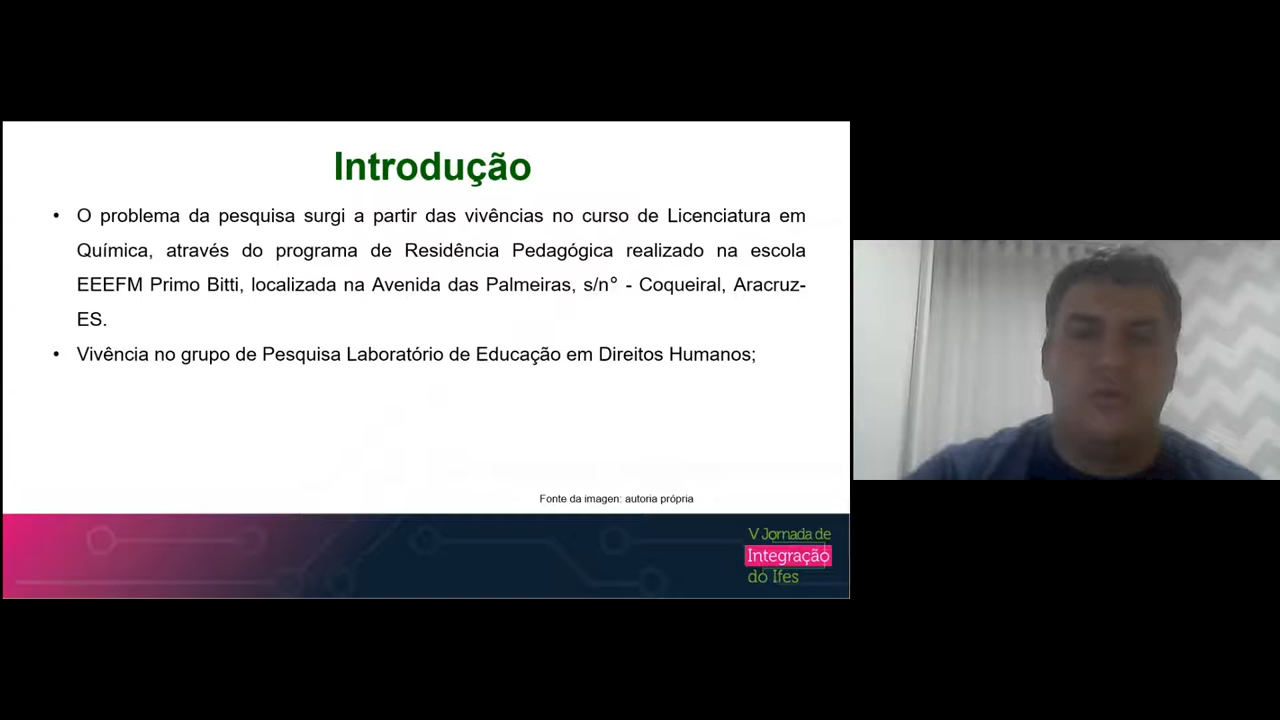 Introdução
• O problema da pesquisa surgi a partir das vivências no curso de Licenciatura em
Química, através do programa de Residência Pedagógica realizado na escola
EEEFM Primo Bitti, localizada na Avenida das Palmeiras, s/nº - Coqueiral, Aracruz-
ES.
• Vivência no grupo de Pesquisa Laboratório de Educação em Direitos Humanos;
Fonte da imagem: autoria própria
V Jornada de
Integração
do Ifes